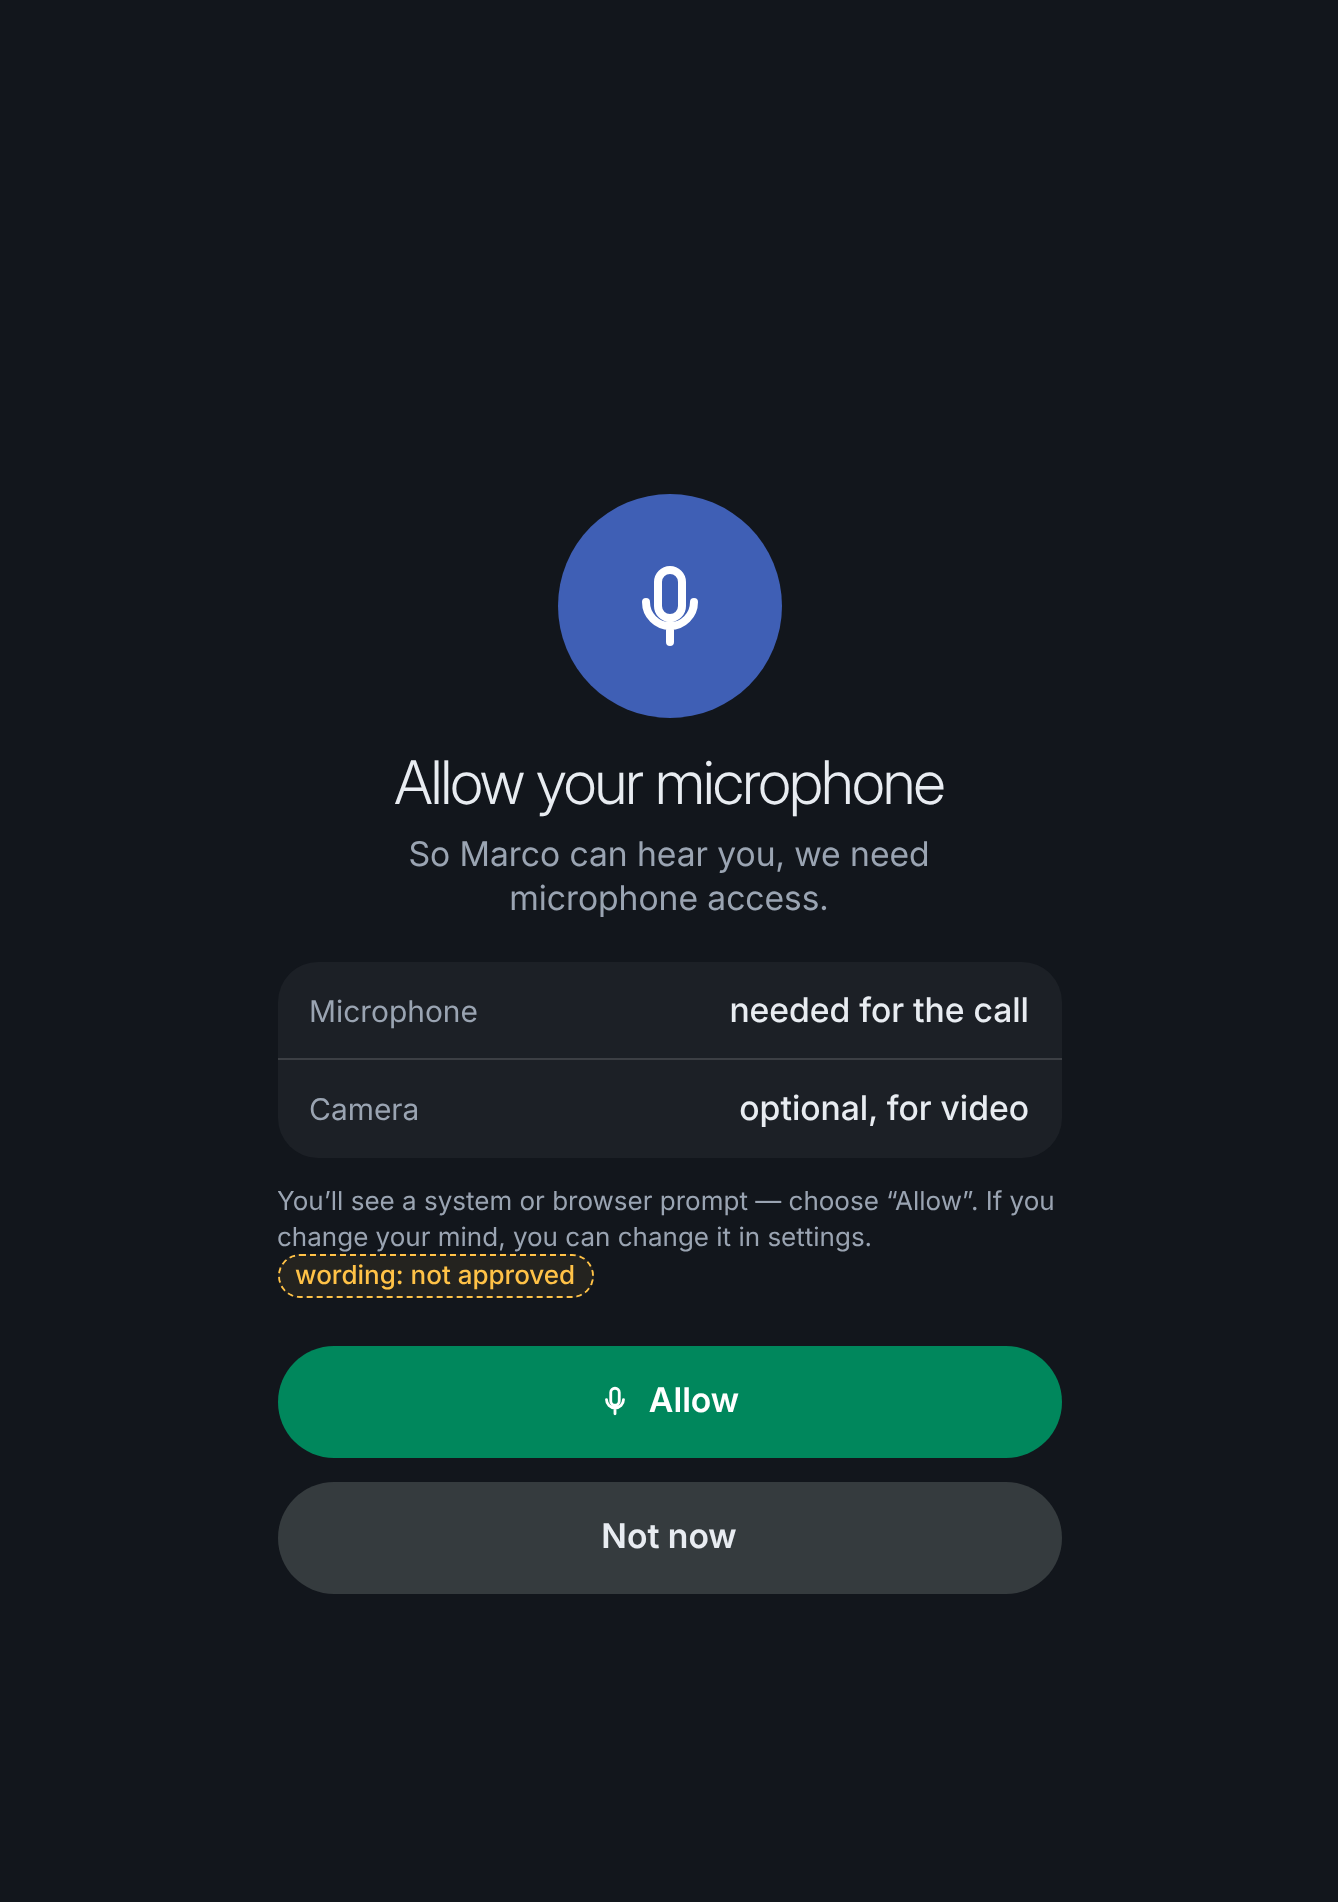 Allow your microphone
So Marco can hear you, we need
microphone access.
Microphone
needed for the call
Camera
optional, for video
You’ll see a system or browser prompt — choose “Allow”. If you
change your mind, you can change it in settings.
wording: not approved
Allow
Not now